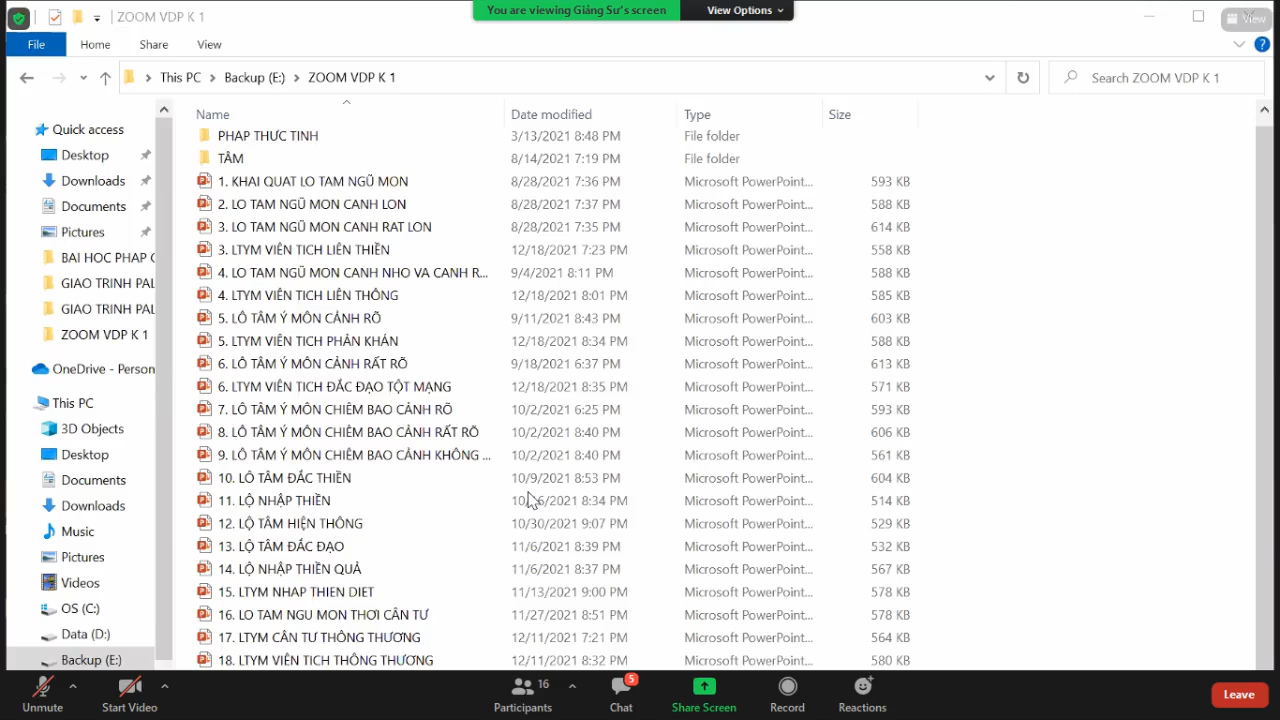 ZOOM VDP K 1
You are viewing Giảng Sư's screen
View Options
View
File
Home
Share
View
This PC
Backup (E:)
ZOOM VDP K 1
Search ZOOM VDP K 1
Name
Date modified
Type
Size
Quick access
Desktop
Downloads
Documents
Pictures
BAI HOC PHAP
GIAO TRINH PAL
GIAO TRINH PAL
ZOOM VDP K 1
OneDrive - Person
This PC
3D Objects
Desktop
Documents
Downloads
Music
Pictures
Videos
OS (C:)
Data (D:)
Backup (E:)
PHAP THỰC TINH 3/13/2021 8:48 PM File folder
TÂM 8/14/2021 7:19 PM File folder
1. KHAI QUAT LO TAM NGŨ MON 8/28/2021 7:36 PM Microsoft PowerPoint... 593 KB
2. LO TAM NGŨ MON CANH LON 8/28/2021 7:37 PM Microsoft PowerPoint... 588 KB
3. LO TAM NGŨ MON CANH RAT LON 8/28/2021 7:35 PM Microsoft PowerPoint... 614 KB
3. LTYM VIÊN TICH LIÊN THIỀN 12/18/2021 7:23 PM Microsoft PowerPoint... 558 KB
4. LO TAM NGŨ MON CANH NHO VA CANH R... 9/4/2021 8:11 PM Microsoft PowerPoint... 588 KB
4. LTYM VIÊN TICH LIÊN THÔNG 12/18/2021 8:01 PM Microsoft PowerPoint... 585 KB
5. LÔ TÂM Ý MÔN CẢNH RÕ 9/11/2021 8:43 PM Microsoft PowerPoint... 603 KB
5. LTYM VIÊN TICH PHẢN KHÁN 12/18/2021 8:34 PM Microsoft PowerPoint... 588 KB
6. LÔ TÂM Ý MÔN CẢNH RẤT RÕ 9/18/2021 6:37 PM Microsoft PowerPoint... 613 KB
6. LTYM VIÊN TICH ĐẮC ĐẠO TỘT MẠNG 12/18/2021 8:35 PM Microsoft PowerPoint... 571 KB
7. LÔ TÂM Ý MÔN CHIÊM BAO CẢNH RÕ 10/2/2021 6:25 PM Microsoft PowerPoint... 593 KB
8. LÔ TÂM Ý MÔN CHIÊM BAO CẢNH RẤT RÕ 10/2/2021 8:40 PM Microsoft PowerPoint... 606 KB
9. LÔ TÂM Ý MÔN CHIÊM BAO CẢNH KHÔNG ... 10/2/2021 8:40 PM Microsoft PowerPoint... 561 KB
10. LÔ TÂM ĐẮC THIỀN 10/9/2021 8:53 PM Microsoft PowerPoint... 604 KB
11. LỘ NHẬP THIỀN 8:34 PM Microsoft PowerPoint... 514 KB
12. LỘ TÂM HIỆN THÔNG 10/30/2021 9:07 PM Microsoft PowerPoint... 529 KB
13. LỘ TÂM ĐẮC ĐẠO 11/6/2021 8:39 PM Microsoft PowerPoint... 532 KB
14. LỘ NHẬP THIỀN QUẢ 11/6/2021 8:37 PM Microsoft PowerPoint... 567 KB
15. LTYM NHAP THIEN DIET 11/13/2021 9:00 PM Microsoft PowerPoint... 578 KB
16. LO TAM NGU MON THƠI CÂN TƯ 11/27/2021 8:51 PM Microsoft PowerPoint... 578 KB
17. LTYM CÂN TƯ THÔNG THƯƠNG 12/11/2021 7:21 PM Microsoft PowerPoint... 564 KB
18. LTYM VIÊN TICH THÔNG THƯƠNG 12/11/2021 8:32 PM Microsoft PowerPoint... 580 KB
Unmute
Start Video
16
Participants
5
Chat
Share Screen
Record
Reactions
Leave